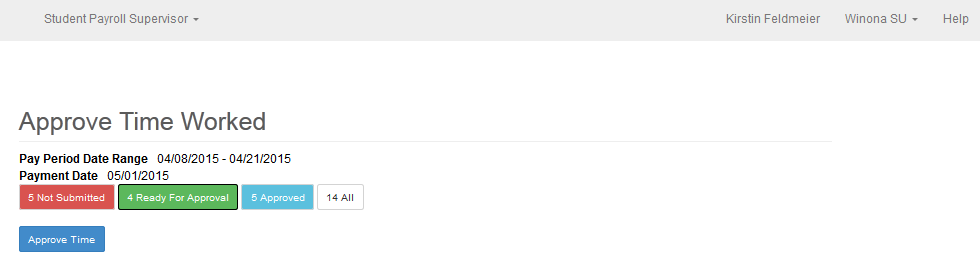 Student Payroll Supervisor Kirstin Feldmeier Winona SU Help
Approve Time Worked
Pay Period Date Range 04/08/2015 - 04/21/2015
Payment Date 05/01/2015
5 Not Submitted 4 Ready For Approval 5 Approved 14 All
Approve Time